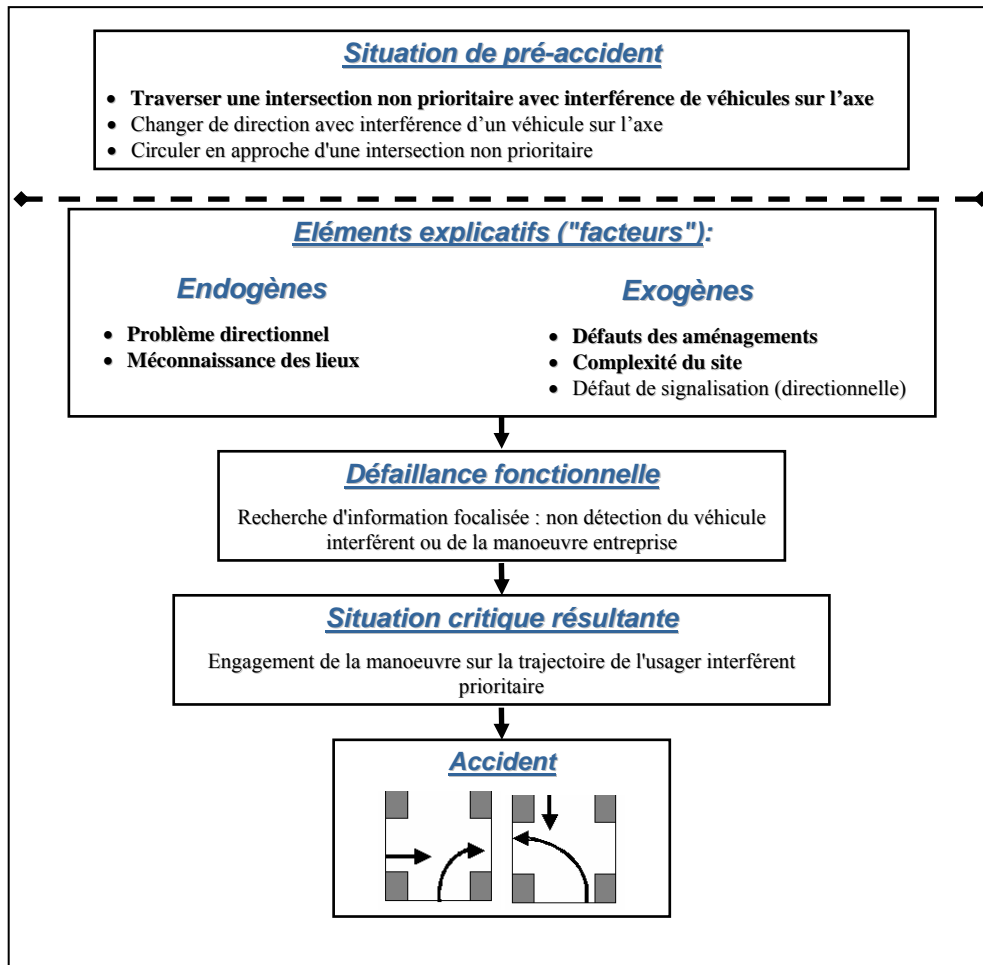 Situation de pré-accident
• Traverser une intersection non prioritaire avec interférence de véhicules sur l'axe
• Changer de direction avec interférence d'un véhicule sur l'axe
• Circuler en approche d'une intersection non prioritaire
Eléments explicatifs ("facteurs"):
Endogènes
• Problème directionnel
• Méconnaissance des lieux
Exogènes
• Défauts des aménagements
• Complexité du site
• Défaut de signalisation (directionnelle)
Défaillance fonctionnelle
Recherche d'information focalisée : non détection du véhicule
interférent ou de la manoeuvre entreprise
Situation critique résultante
Engagement de la manoeuvre sur la trajectoire de l'usager interférent
prioritaire
Accident